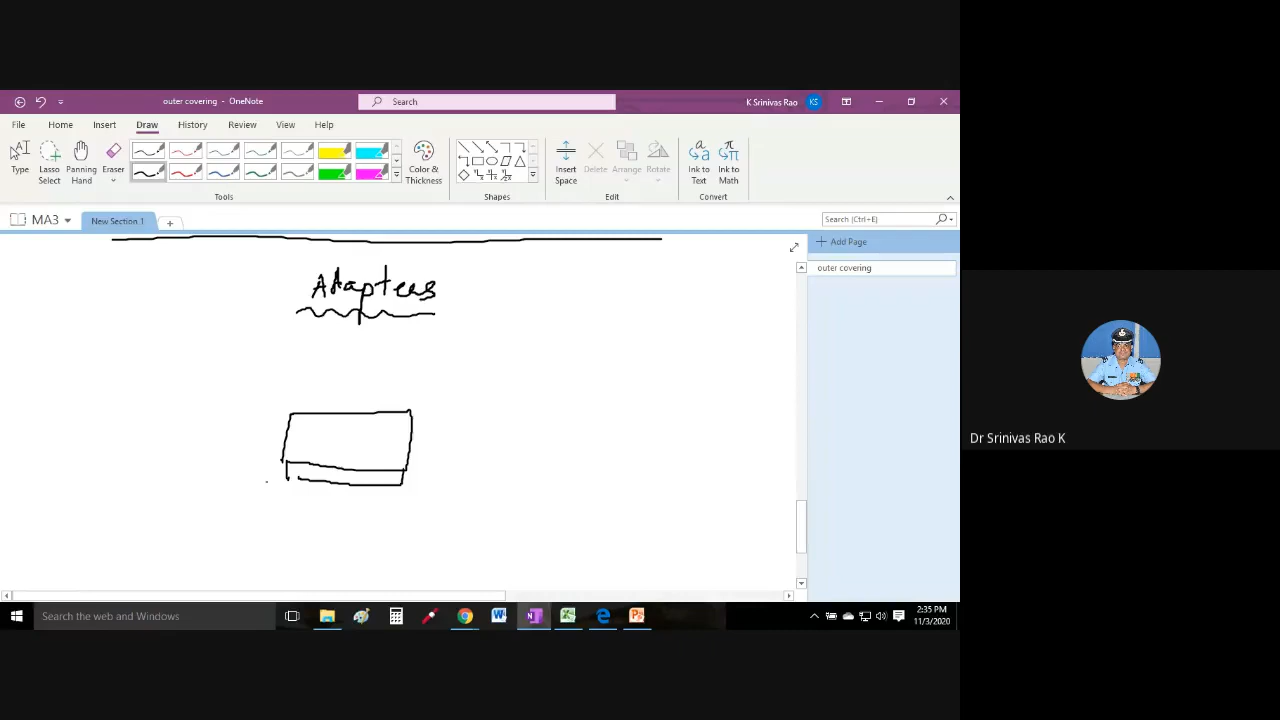 outer covering - OneNote
Search
K Srinivas Rao
KS
File Home Insert Draw History Review View Help
Type
Lasso Select
Panning Hand
Eraser
Color & Thickness
Insert Space
Delete
Arrange
Rotate
Ink to Text
Ink to Math
Tools
Shapes
Edit
Convert
MA3
New Section 1
Search (Ctrl+E)
Add Page
outer covering
Adapters
Dr Srinivas Rao K
Search the web and Windows
2:35 PM
11/3/2020